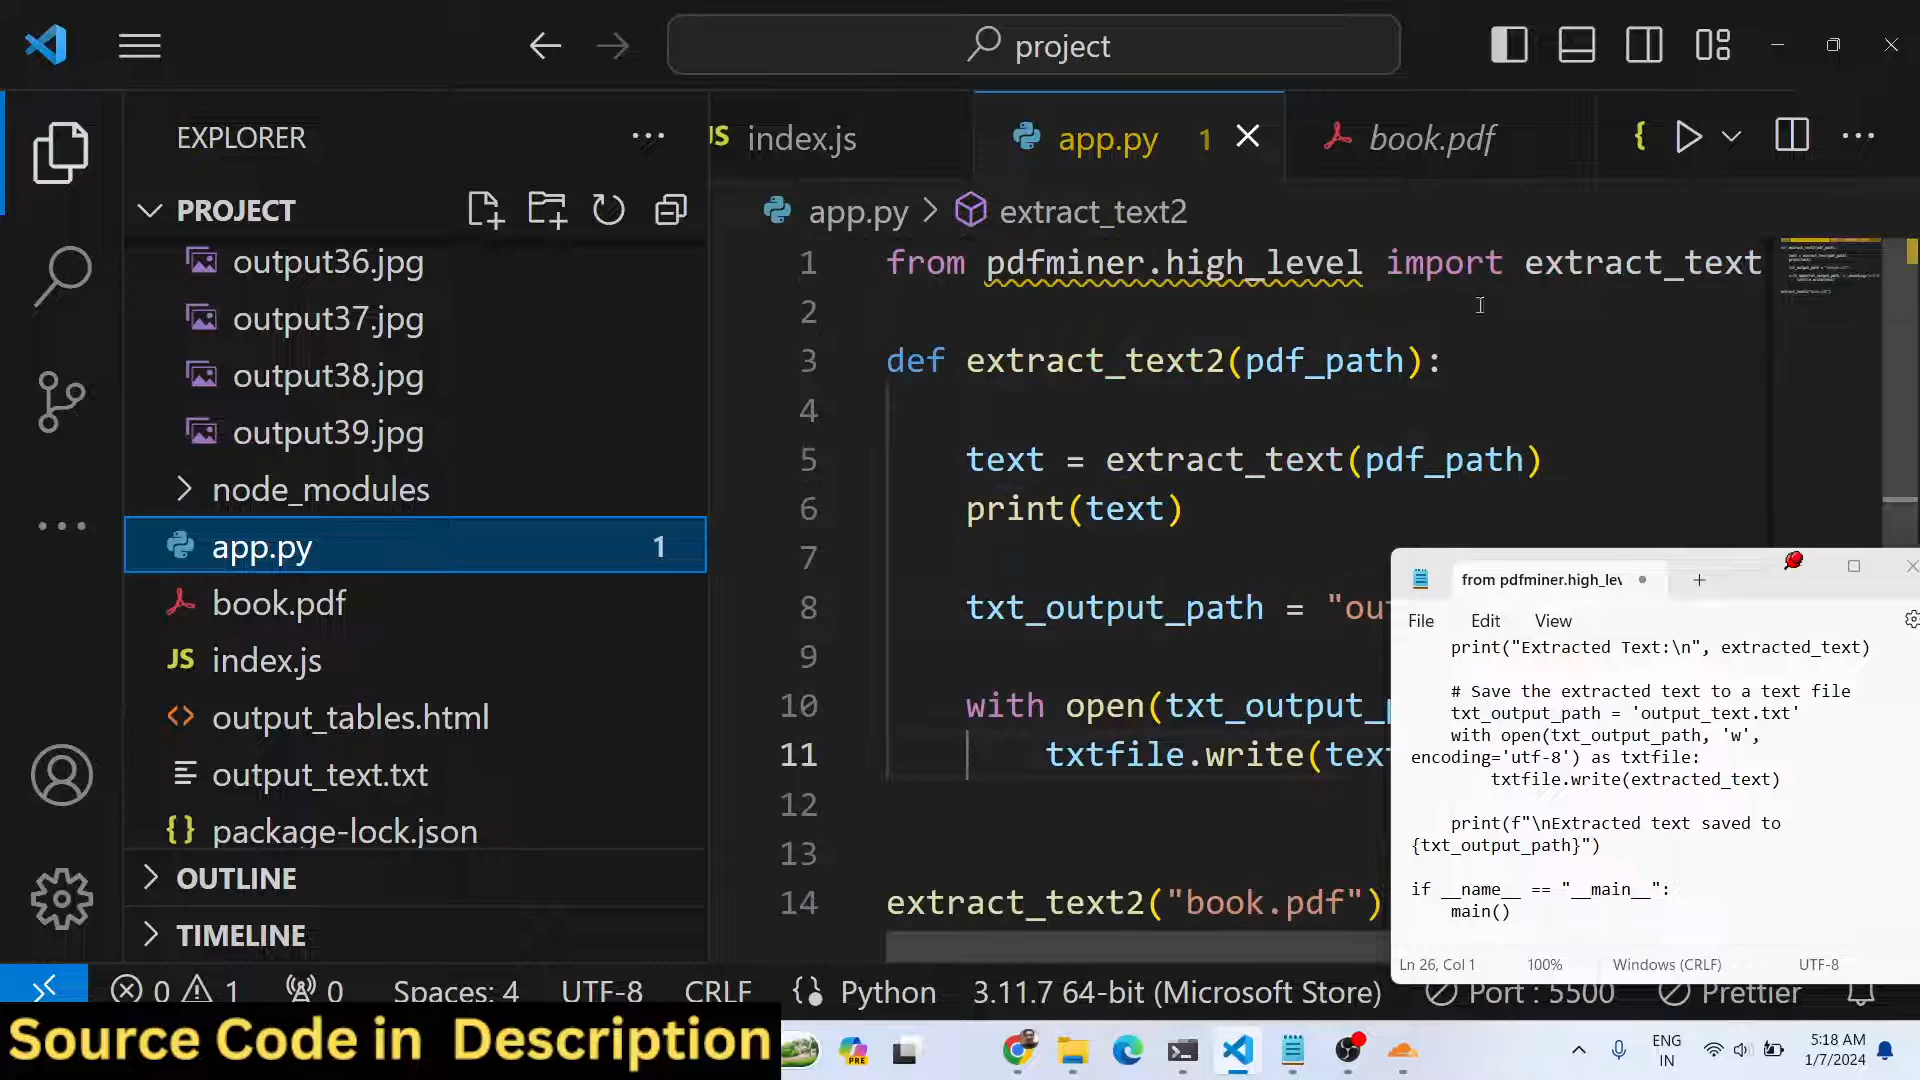 project
EXPLORER
PROJECT
output36.jpg
output37.jpg
output38.jpg
output39.jpg
node_modules
app.py 1
book.pdf
JS index.js
output_tables.html
output_text.txt
package-lock.json
OUTLINE
TIMELINE
JS index.js
app.py 1
book.pdf
app.py > extract_text2
1 from pdfminer.high_level import extract_text
2
3 def extract_text2(pdf_path):
4
5 text = extract_text(pdf_path)
6 print(text)
7
8 txt_output_path = "ou
9
10 with open(txt_output_p
11 txtfile.write(text
12
13
14 extract_text2("book.pdf")
from pdfminer.high_lev
File Edit View
print("Extracted Text:\n", extracted_text)
# Save the extracted text to a text file
txt_output_path = 'output_text.txt'
with open(txt_output_path, 'w',
encoding='utf-8') as txtfile:
txtfile.write(extracted_text)
print(f"\nExtracted text saved to
{txt_output_path}")
if __name__ == "__main__":
main()
Ln 26, Col 1 100% Windows (CRLF) UTF-8
0 1 0 Spaces: 4 UTF-8 CRLF Python 3.11.7 64-bit (Microsoft Store) Port : 5500 Prettier
Source Code in Description
PRE
ENG
IN
5:18 AM
1/7/2024